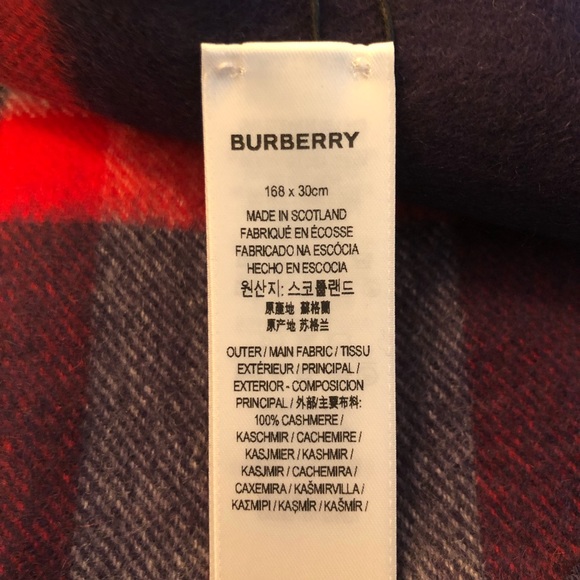 BURBERRY
168 x 30cm
MADE IN SCOTLAND
FABRIQUÉ EN ÉCOSSE
FABRICADO NA ESCÓCIA
HECHO EN ESCOCIA
원산지: 스코틀랜드
原產地 蘇格蘭
原产地 苏格兰
OUTER / MAIN FABRIC / TISSU
EXTÉRIEUR / PRINCIPAL /
EXTERIOR - COMPOSICION
PRINCIPAL / 外部/主要布料:
100% CASHMERE /
KASCHMIR / CACHEMIRE /
KASJMIER / KASHMIR /
KASJMIR / CACHEMIRA /
CAXEMIRA / KAŠMIRVILLA /
ΚΑΣΜΙΡΙ / KAŞMİR / KAŠMÍR /